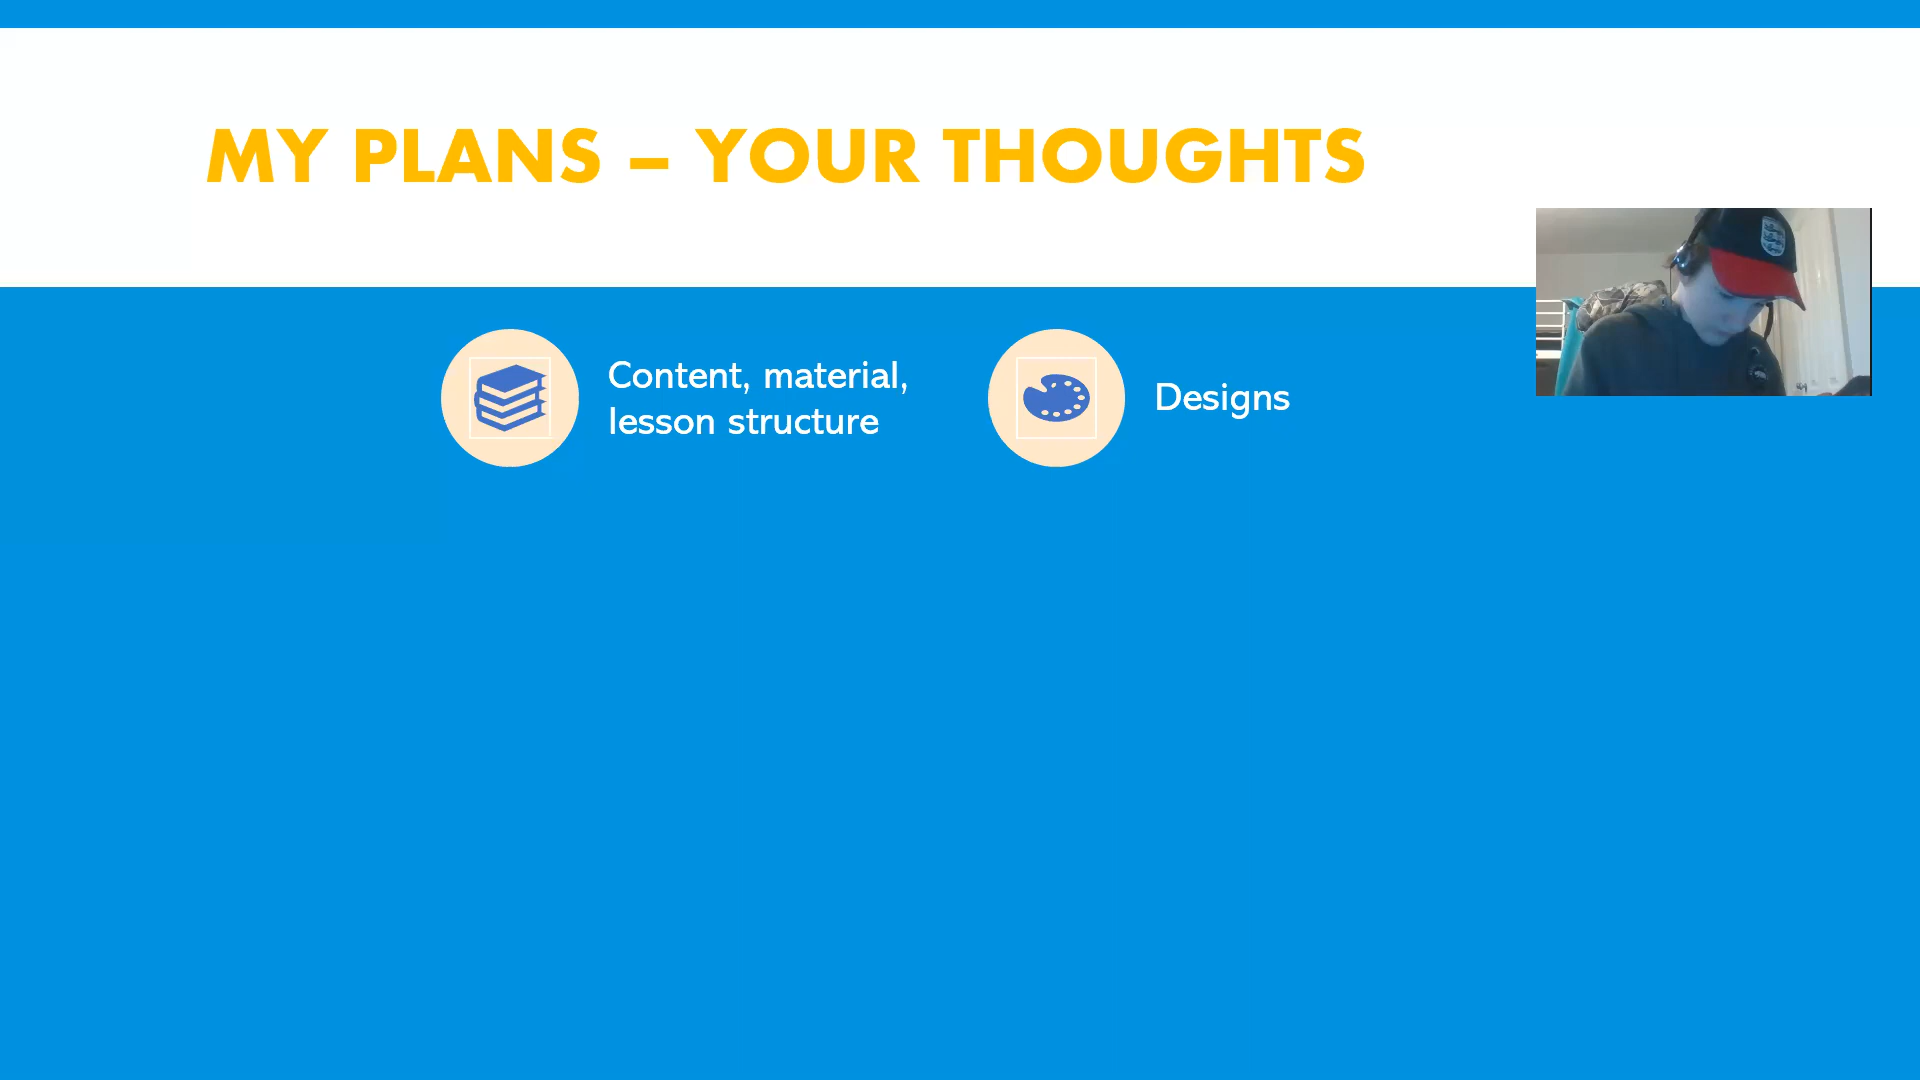 MY PLANS – YOUR THOUGHTS
Content, material,
lesson structure
Designs